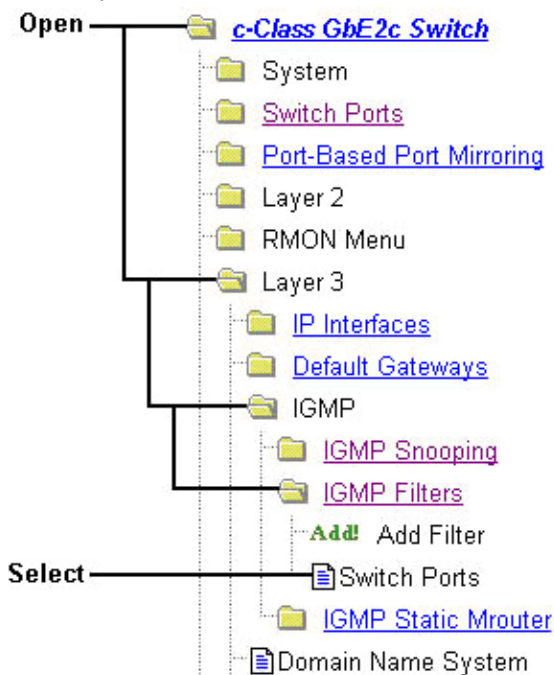 Open c-Class GbE2c Switch
System
Switch Ports
Port-Based Port Mirroring
Layer 2
RMON Menu
Layer 3
IP Interfaces
Default Gateways
IGMP
IGMP Snooping
IGMP Filters
Add! Add Filter
Select Switch Ports
IGMP Static Mrouter
Domain Name System